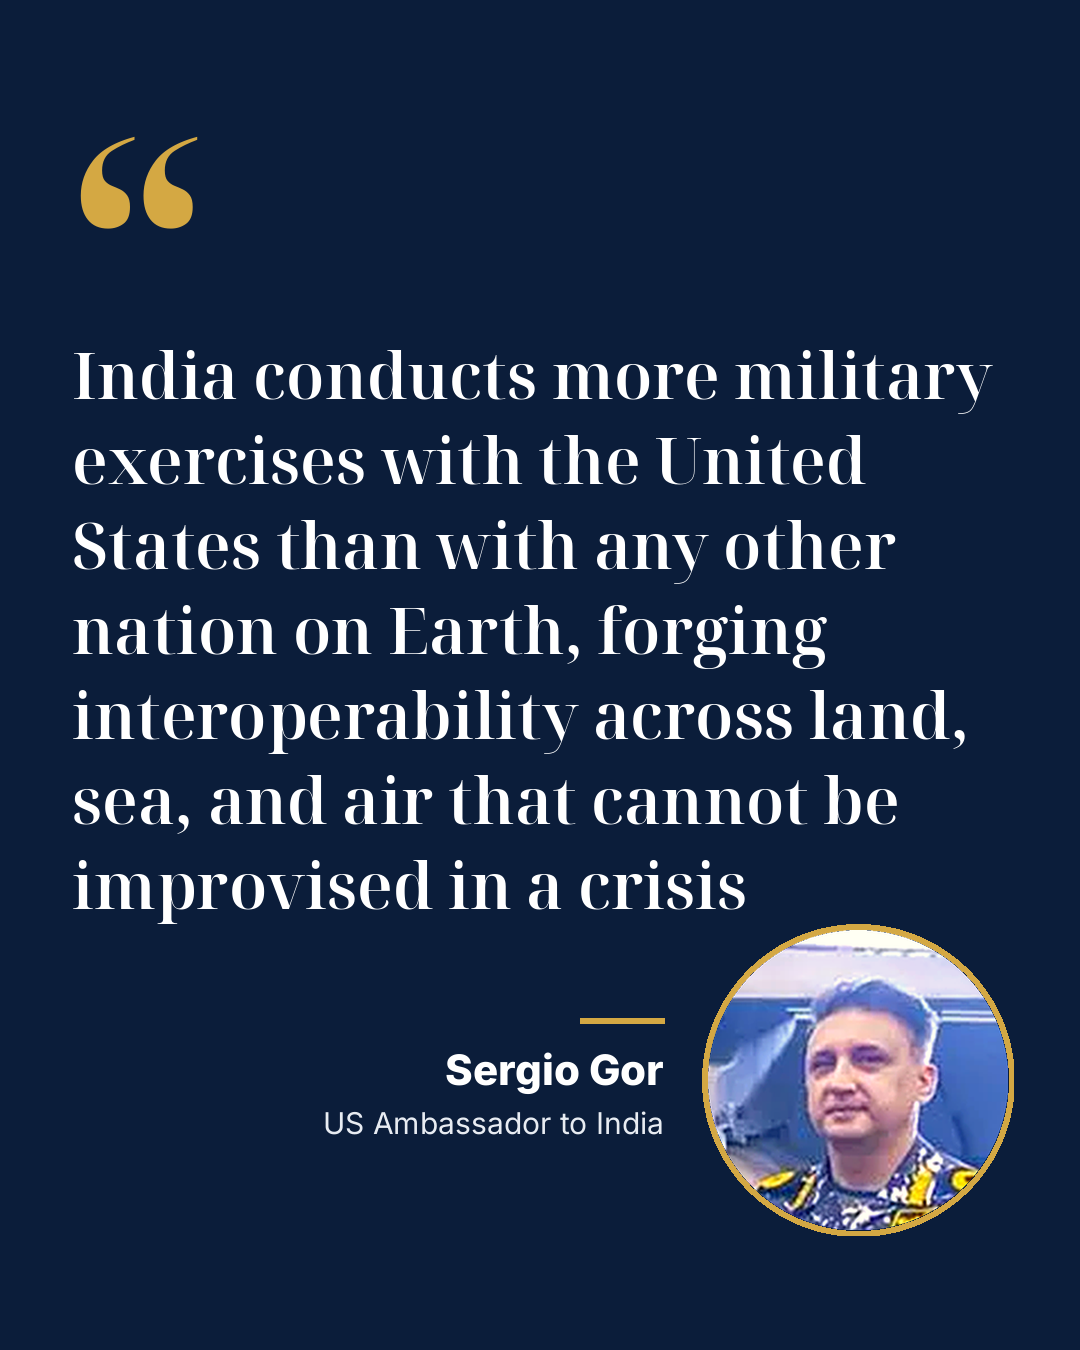 “
India conducts more military
exercises with the United
States than with any other
nation on Earth, forging
interoperability across land,
sea, and air that cannot be
improvised in a crisis
Sergio Gor
US Ambassador to India